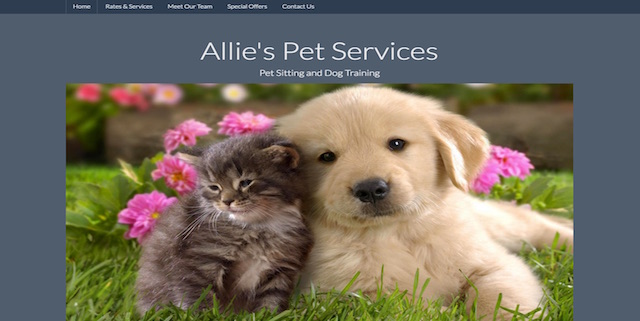 Home Rates & Services Meet Our Team Special Offers Contact Us
Allie's Pet Services
Pet Sitting and Dog Training